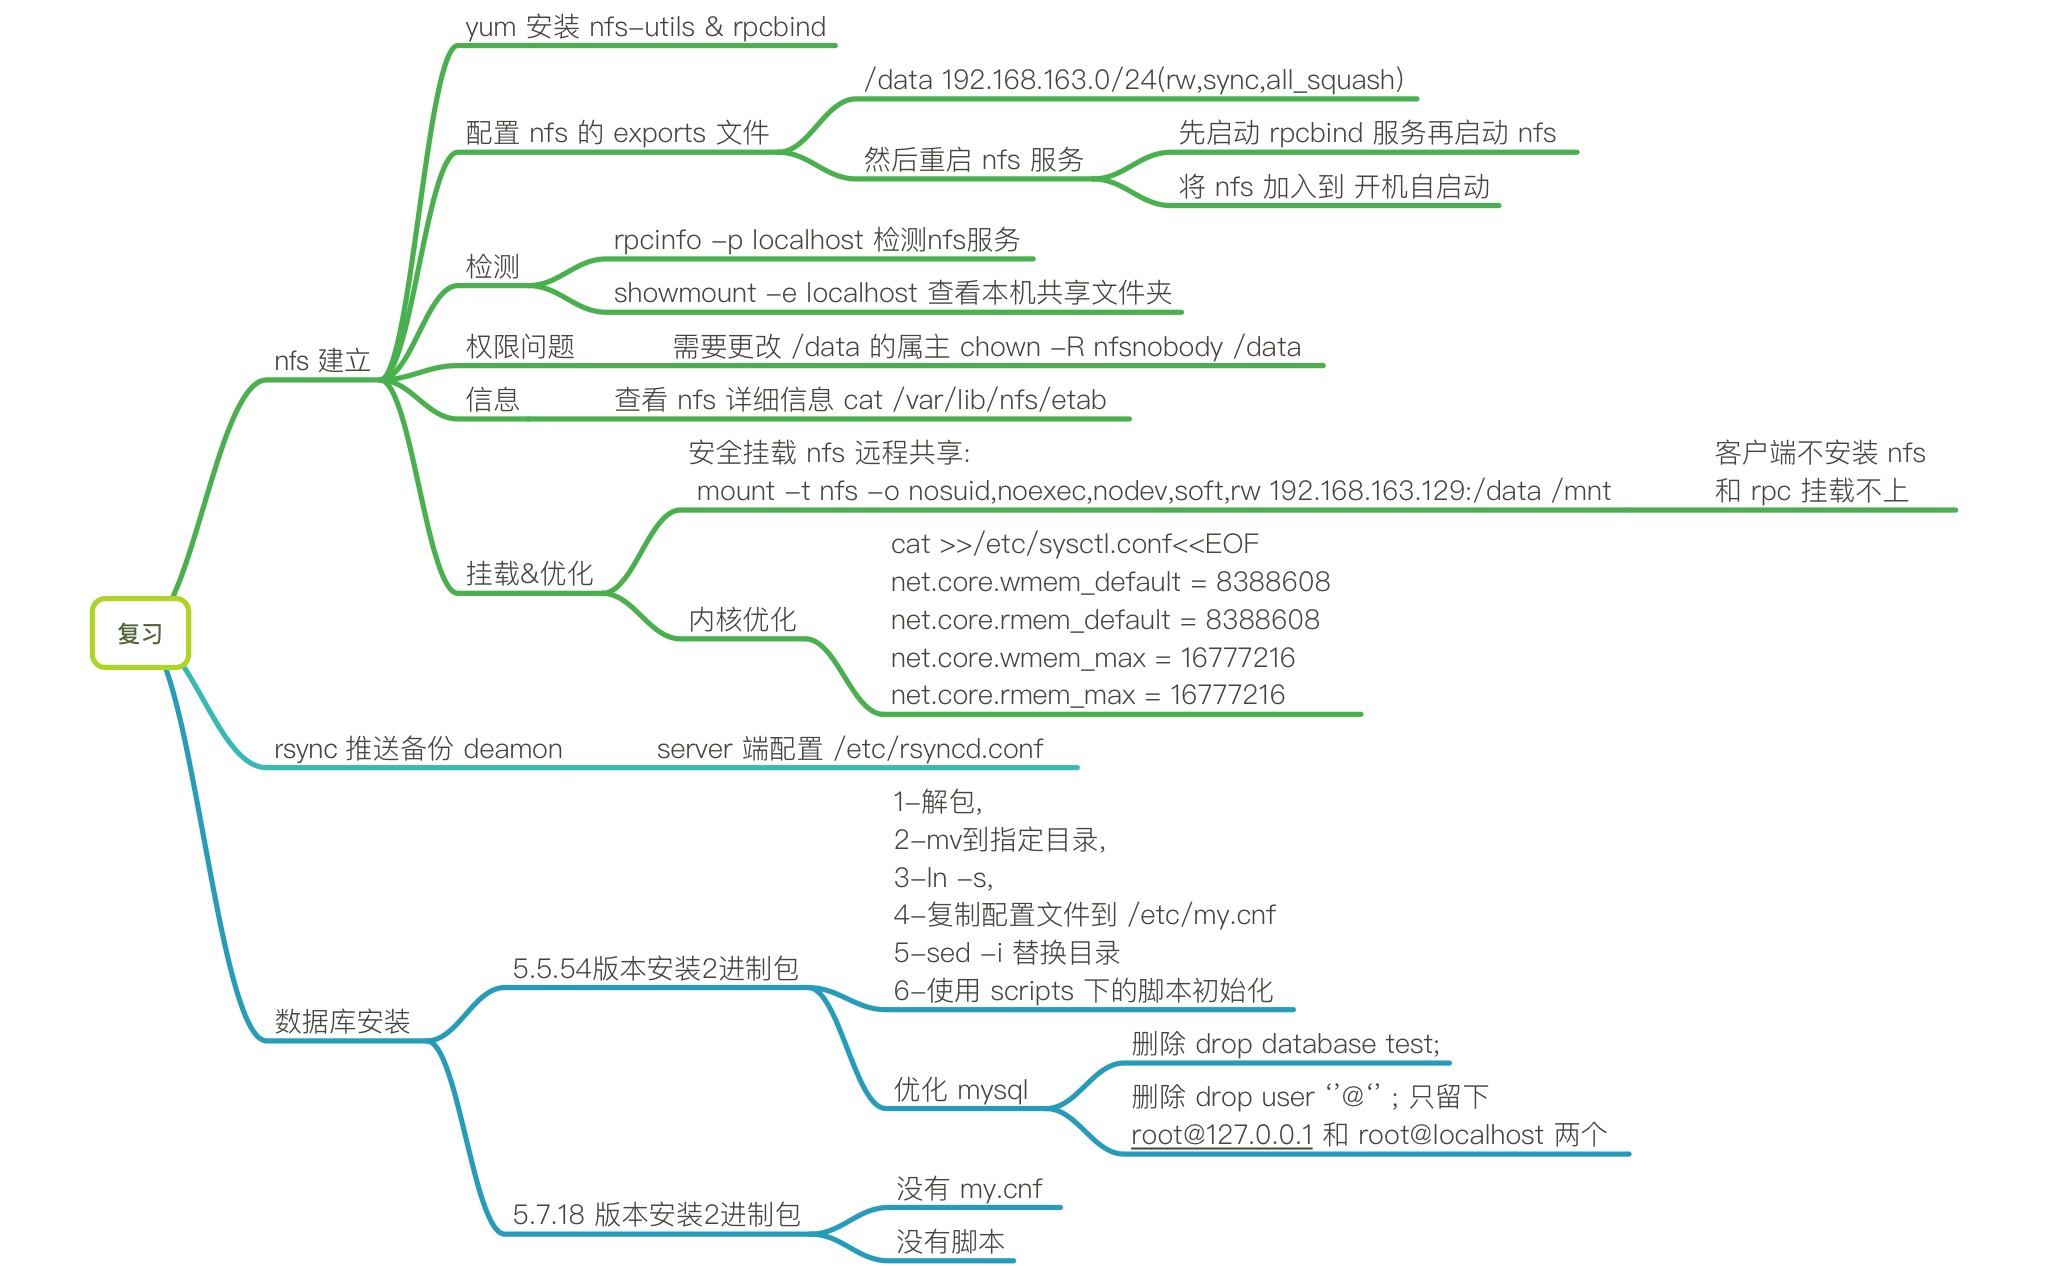 yum 安装 nfs-utils & rpcbind
/data 192.168.163.0/24(rw,sync,all_squash)
配置 nfs 的 exports 文件
先启动 rpcbind 服务再启动 nfs
然后重启 nfs 服务
将 nfs 加入到 开机自启动
rpcinfo -p localhost 检测nfs服务
检测
showmount -e localhost 查看本机共享文件夹
nfs 建立
权限问题
需要更改 /data 的属主 chown -R nfsnobody /data
信息
查看 nfs 详细信息 cat /var/lib/nfs/etab
安全挂载 nfs 远程共享:
mount -t nfs -o nosuid,noexec,nodev,soft,rw 192.168.163.129:/data /mnt
客户端不安装 nfs
和 rpc 挂载不上
挂载&优化
内核优化
cat >>/etc/sysctl.conf<<EOF
net.core.wmem_default = 8388608
net.core.rmem_default = 8388608
net.core.wmem_max = 16777216
net.core.rmem_max = 16777216
复习
rsync 推送备份 deamon
server 端配置 /etc/rsyncd.conf
1-解包,
2-mv到指定目录,
3-ln -s,
4-复制配置文件到 /etc/my.cnf
5-sed -i 替换目录
6-使用 scripts 下的脚本初始化
5.5.54版本安装2进制包
数据库安装
删除 drop database test;
优化 mysql
删除 drop user ‘’@‘’ ; 只留下
root@127.0.0.1 和 root@localhost 两个
5.7.18 版本安装2进制包
没有 my.cnf
没有脚本